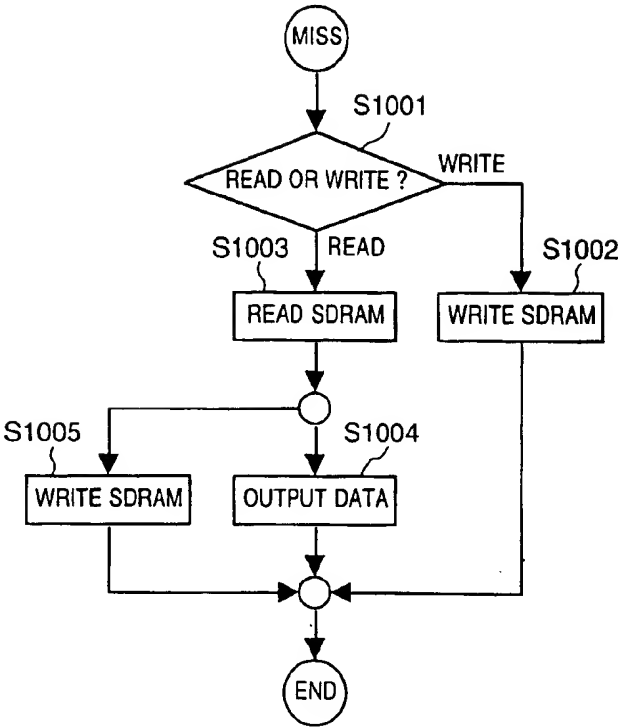 MISS
S1001
READ OR WRITE ?
WRITE
READ
S1003
S1002
READ SDRAM
WRITE SDRAM
S1005
S1004
WRITE SDRAM
OUTPUT DATA
END